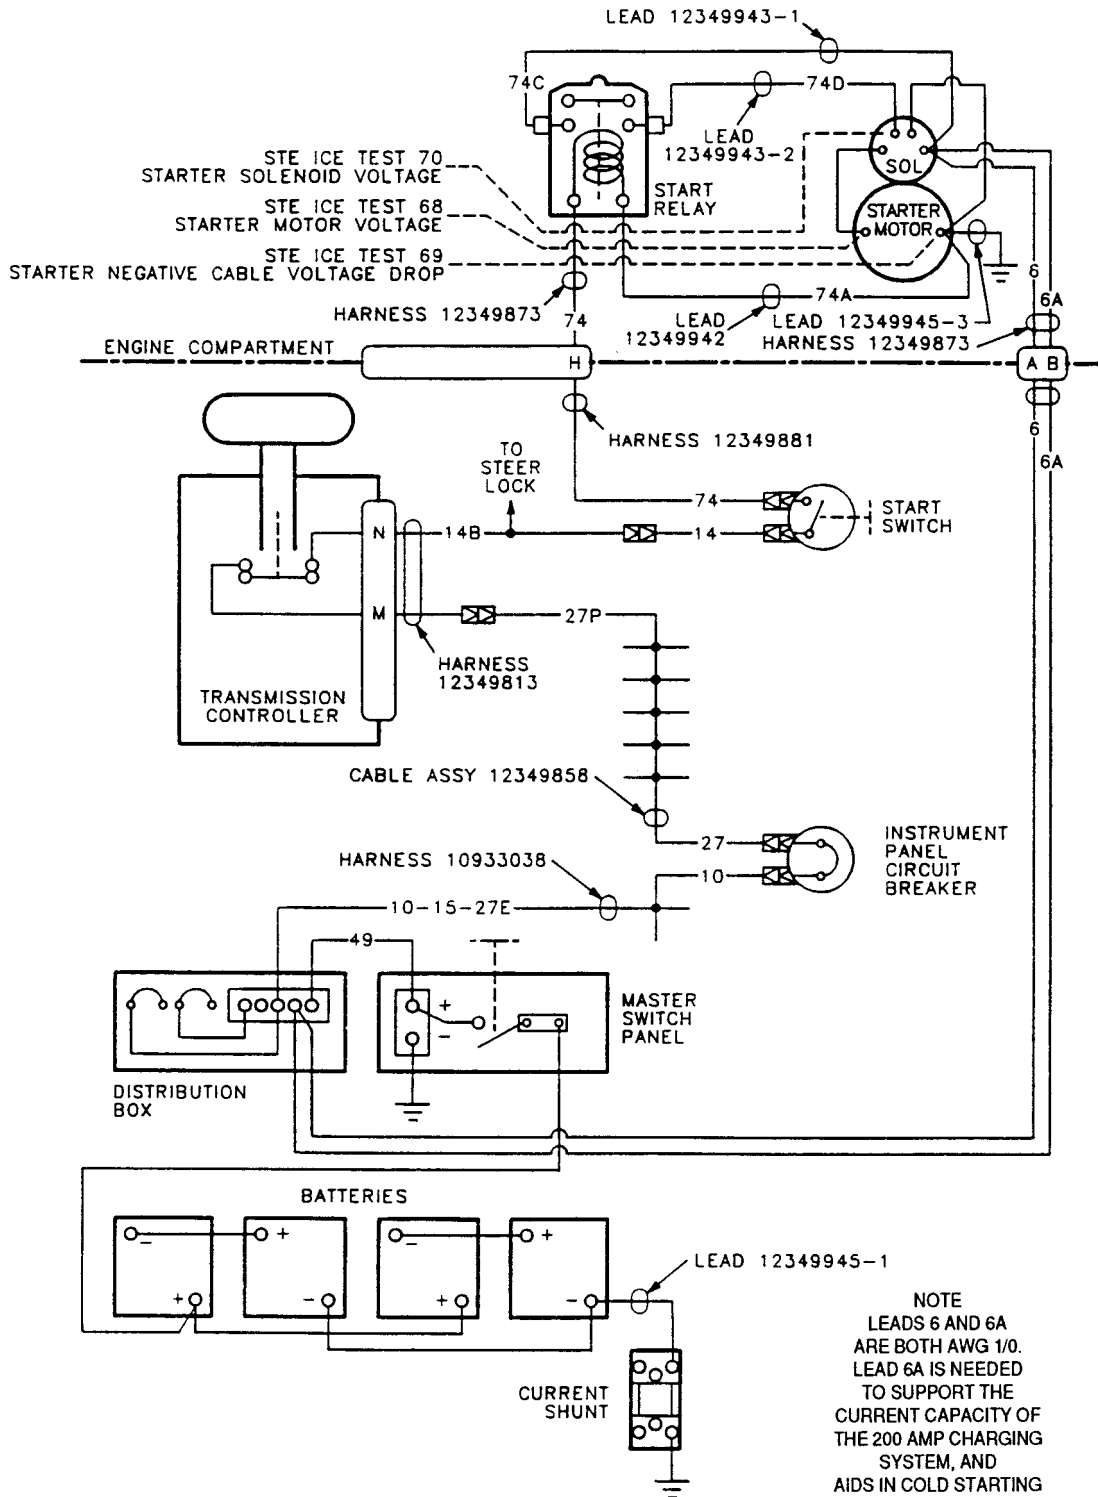 LEAD 12349943-1
74C
74D
LEAD
12349943-2
SOL
STE ICE TEST 70
STARTER SOLENOID VOLTAGE
START
RELAY
STE ICE TEST 68
STARTER MOTOR VOLTAGE
STARTER
MOTOR
STE ICE TEST 69
STARTER NEGATIVE CABLE VOLTAGE DROP
6
6A
74A
HARNESS 12349873
74
LEAD
12349942
LEAD 12349945-3
HARNESS 12349873
ENGINE COMPARTMENT
H
A B
HARNESS 12349881
6
6A
TO
STEER
LOCK
74
START
SWITCH
N
14B
14
M
27P
HARNESS
12349813
TRANSMISSION
CONTROLLER
CABLE ASSY 12349858
27
INSTRUMENT
PANEL
CIRCUIT
BREAKER
HARNESS 10933038
10
10-15-27E
49
+
-
MASTER
SWITCH
PANEL
DISTRIBUTION
BOX
BATTERIES
-
+
-
+
+
-
+
-
LEAD 12349945-1
CURRENT
SHUNT
NOTE
LEADS 6 AND 6A
ARE BOTH AWG 1/0.
LEAD 6A IS NEEDED
TO SUPPORT THE
CURRENT CAPACITY OF
THE 200 AMP CHARGING
SYSTEM, AND
AIDS IN COLD STARTING